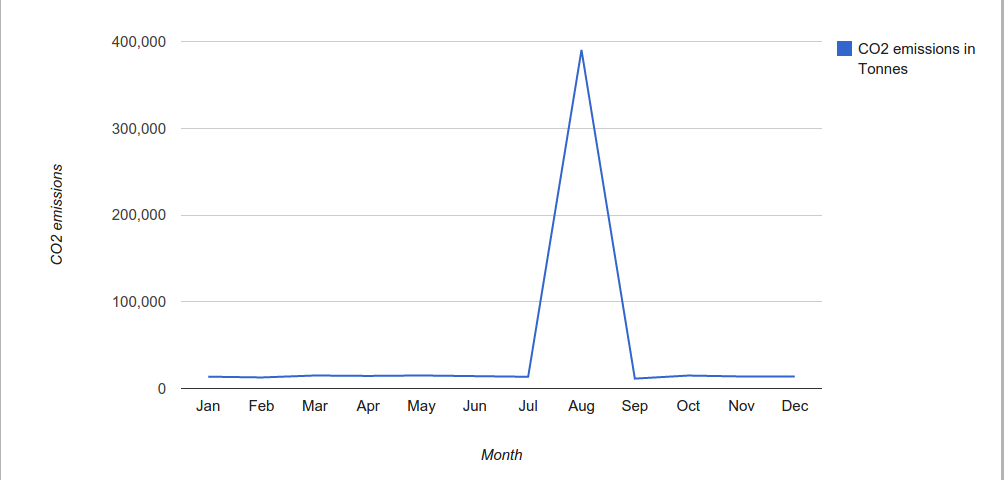 400,000
300,000
200,000
100,000
0
CO2 emissions
Jan Feb Mar Apr May Jun Jul Aug Sep Oct Nov Dec
Month
CO2 emissions in
Tonnes